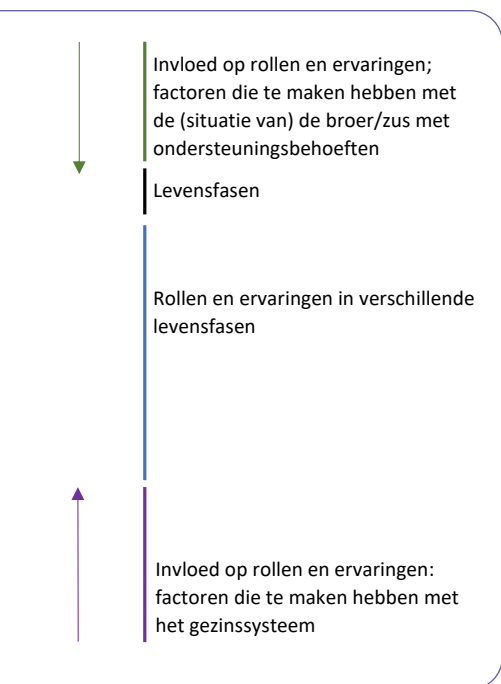 Invloed op rollen en ervaringen;
factoren die te maken hebben met
de (situatie van) de broer/zus met
ondersteuningsbehoeften
Levensfasen
Rollen en ervaringen in verschillende
levensfasen
Invloed op rollen en ervaringen:
factoren die te maken hebben met
het gezinssysteem